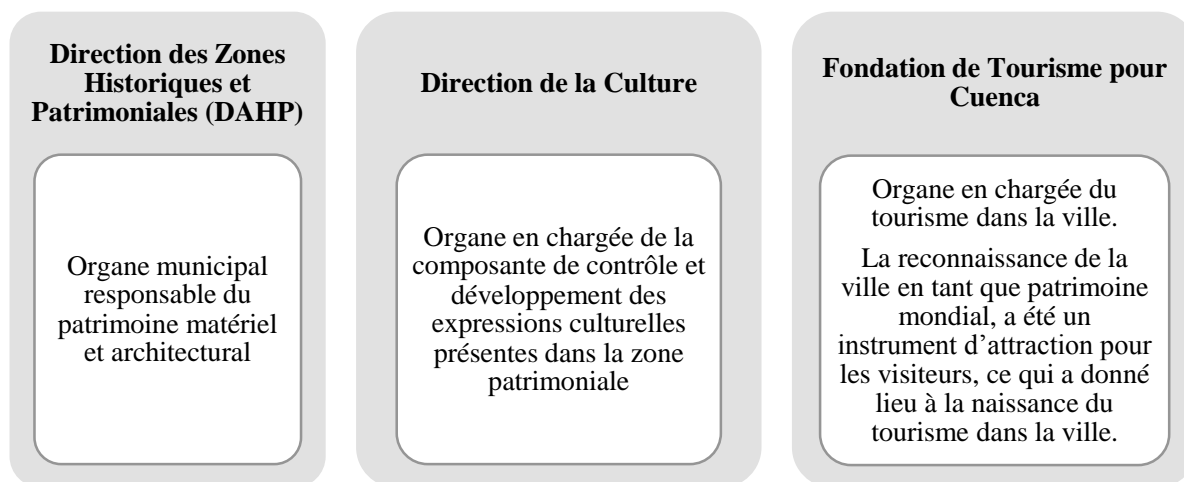 Direction des Zones
Historiques et
Patrimoniales (DAHP)
Organe municipal
responsable du
patrimoine matériel
et architectural
Direction de la Culture
Organe en chargée de la
composante de contrôle et
développement des
expressions culturelles
présentes dans la zone
patrimoniale
Fondation de Tourisme pour
Cuenca
Organe en chargée du
tourisme dans la ville.
La reconnaissance de la
ville en tant que patrimoine
mondial, a été un
instrument d’attraction pour
les visiteurs, ce qui a donné
lieu à la naissance du
tourisme dans la ville.